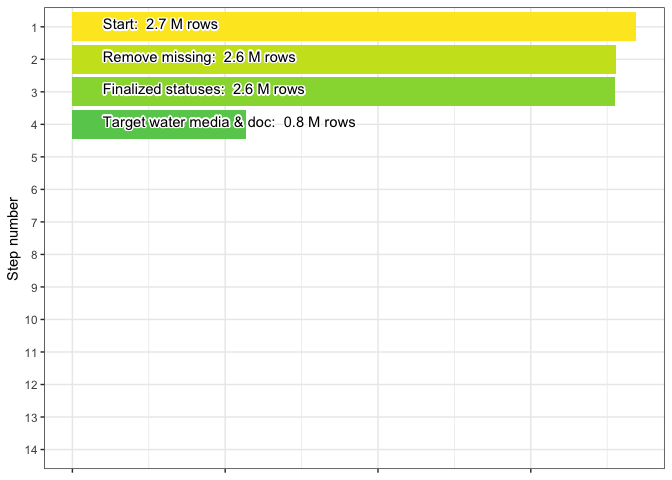 Step number
1
Start:  2.7 M rows
2
Remove missing:  2.6 M rows
3
Finalized statuses:  2.6 M rows
4
Target water media & doc:  0.8 M rows
5
6
7
8
9
10
11
12
13
14